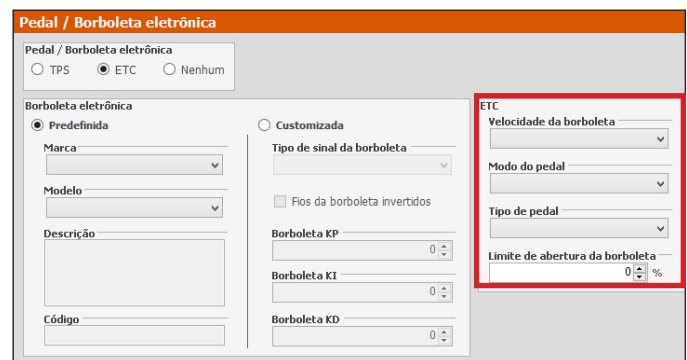 Pedal / Borboleta eletrônica
Pedal / Borboleta eletrônica
TPS ETC Nenhum
Borboleta eletrônica
Predefinida
Marca
Modelo
Descrição
Código
Customizada
Tipo de sinal da borboleta
Fios da borboleta invertidos
Borboleta KP
0
Borboleta KI
0
Borboleta KD
0
ETC
Velocidade da borboleta
Modo do pedal
Tipo de pedal
Limite de abertura da borboleta
0 %